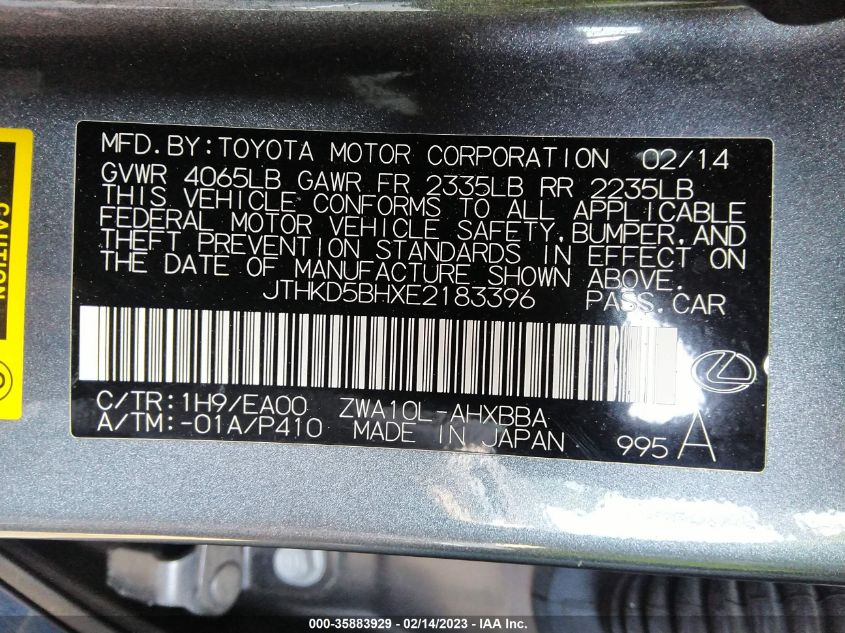 MFD.BY:TOYOTA MOTOR CORPORATION 02/14
GVWR 4065LB GAWR FR 2335LB RR 2235LB
THIS VEHICLE CONFORMS TO ALL APPLICABLE
FEDERAL MOTOR VEHICLE SAFETY,BUMPER,AND
THEFT PREVENTION STANDARDS IN EFFECT ON
THE DATE OF MANUFACTURE SHOWN ABOVE.
JTHKD5BHXE2183396 PASS.CAR
C/TR:1H9/EA00 ZWA10L-AHXBBA
A/TM:-01A/P410 MADE IN JAPAN 995 A
CAUTION
000-35883929 - 02/14/2023 - IAA Inc.